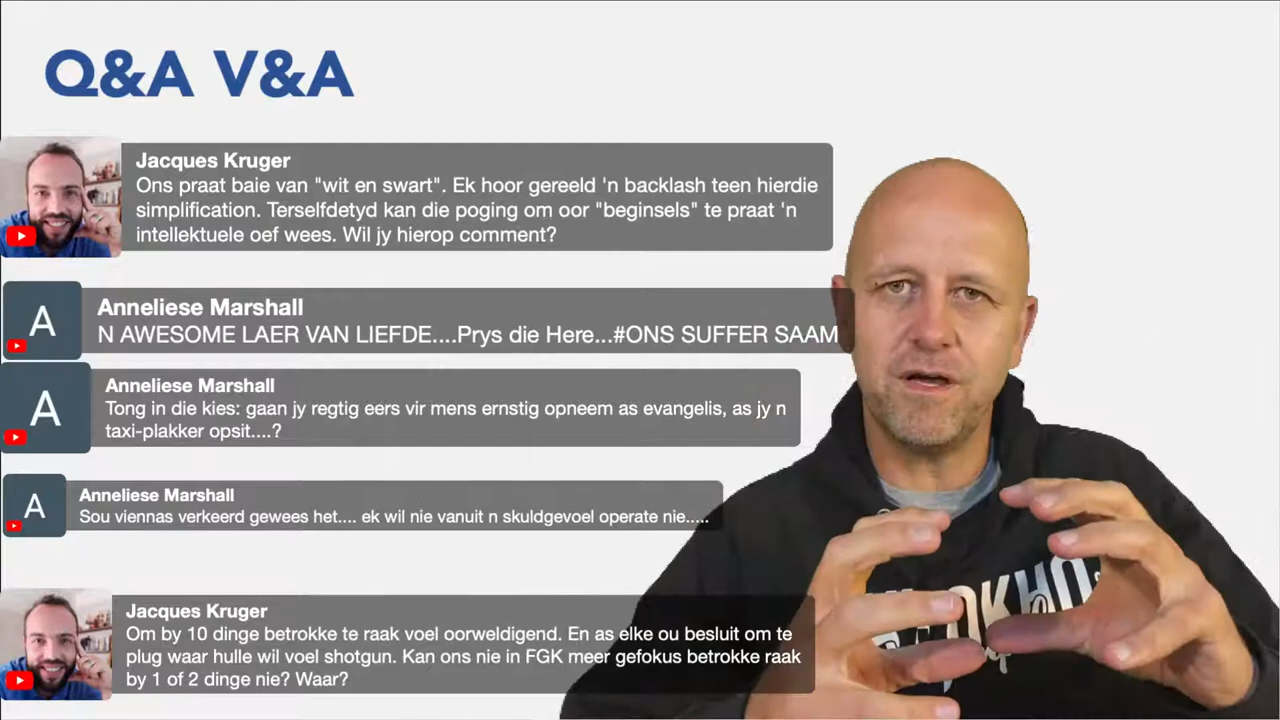 Q&A V&A
Jacques Kruger
Ons praat baie van "wit en swart". Ek hoor gereeld 'n backlash teen hierdie
simplification. Terselfdetyd kan die poging om oor "beginsels" te praat 'n
intellektuele oef wees. Wil jy hierop comment?
A
Anneliese Marshall
N AWESOME LAER VAN LIEFDE....Prys die Here...#ONS SUFFER SAAM
A
Anneliese Marshall
Tong in die kies: gaan jy regtig eers vir mens ernstig opneem as evangelis, as jy n
taxi-plakker opsit....?
A
Anneliese Marshall
Sou viennas verkeerd gewees het.... ek wil nie vanuit n skuldgevoel operate nie.....
Jacques Kruger
Om by 10 dinge betrokke te raak voel oorweldigend. En as elke ou besluit om te
plug waar hulle wil voel shotgun. Kan ons nie in FGK meer gefokus betrokke raak
by 1 of 2 dinge nie? Waar?